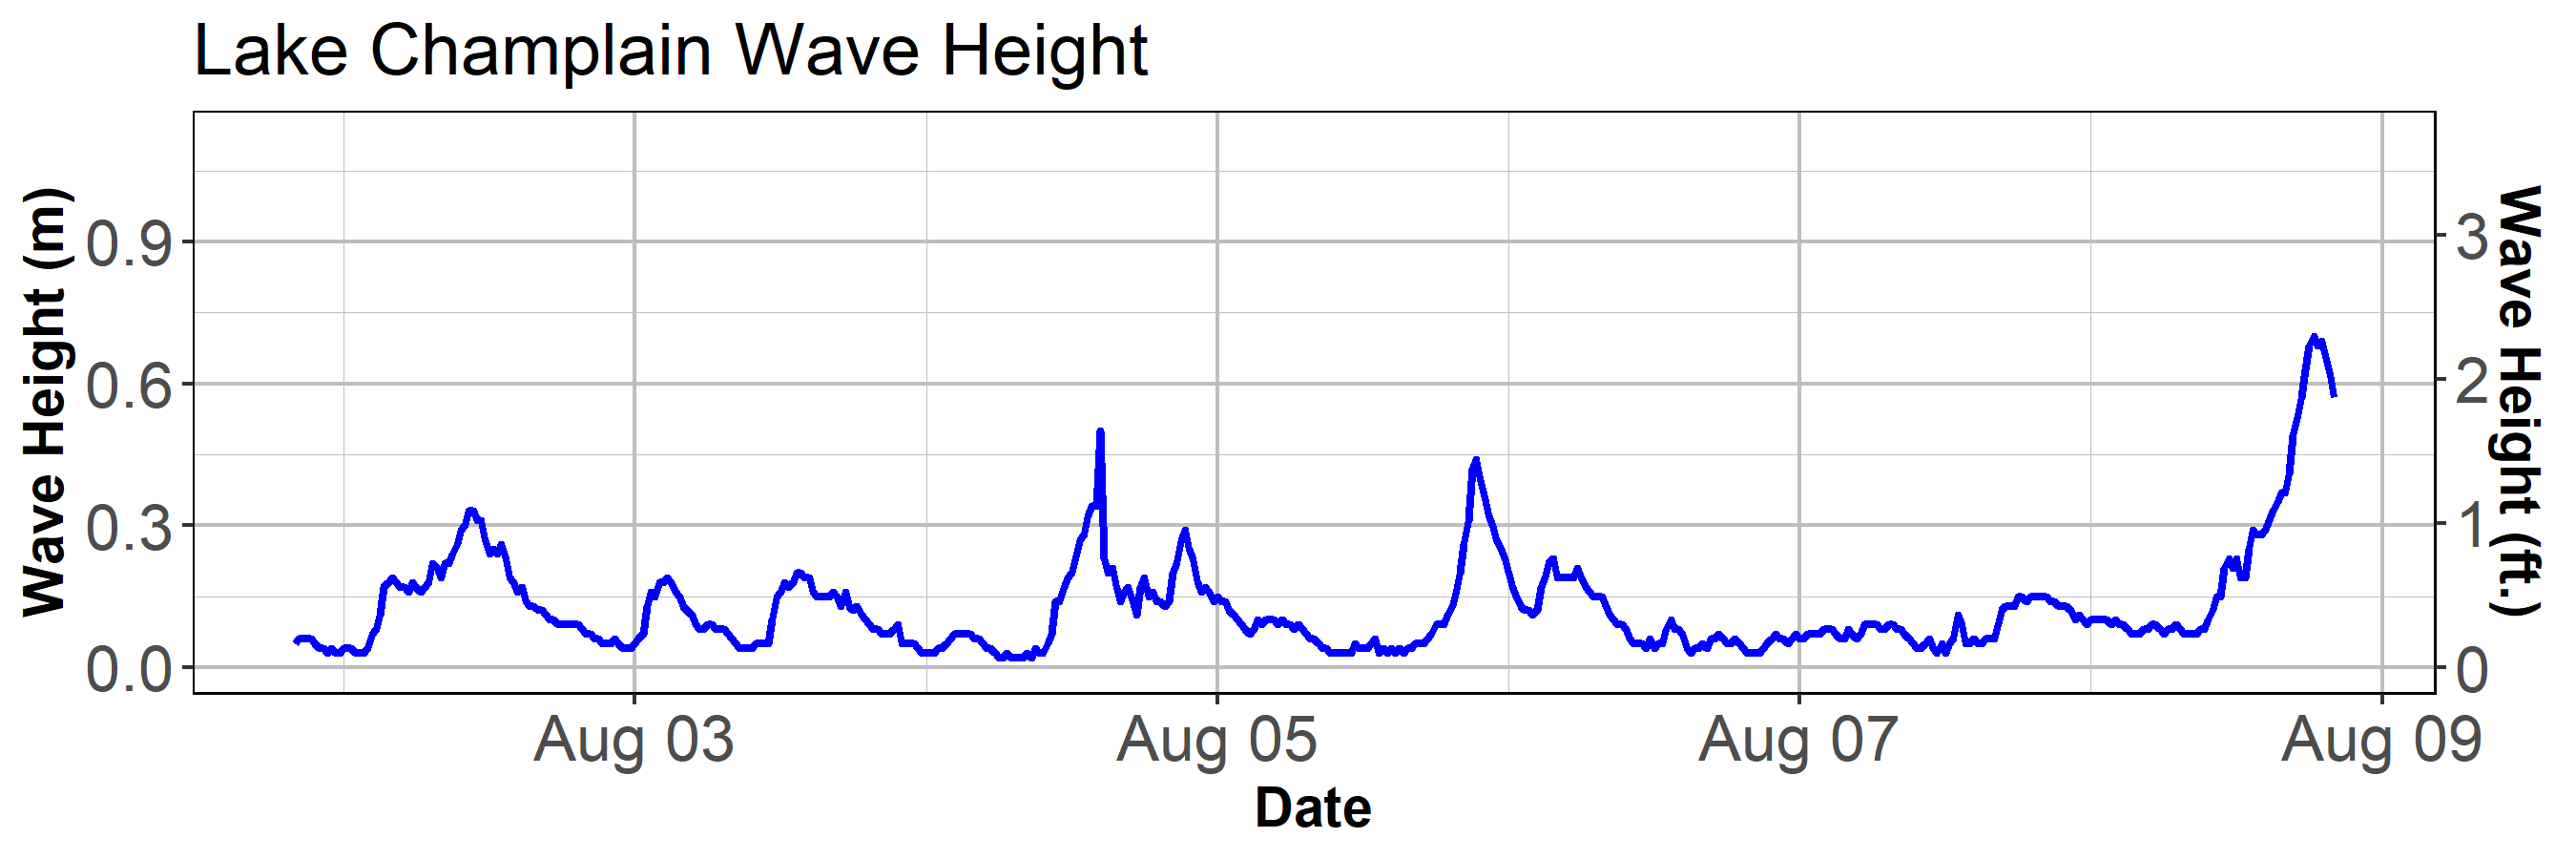 Lake Champlain Wave Height
Wave Height (m)
0.9
0.6
0.3
0.0
3
2
1
0
Wave Height (ft.)
Aug 03 Aug 05 Aug 07 Aug 09
Date